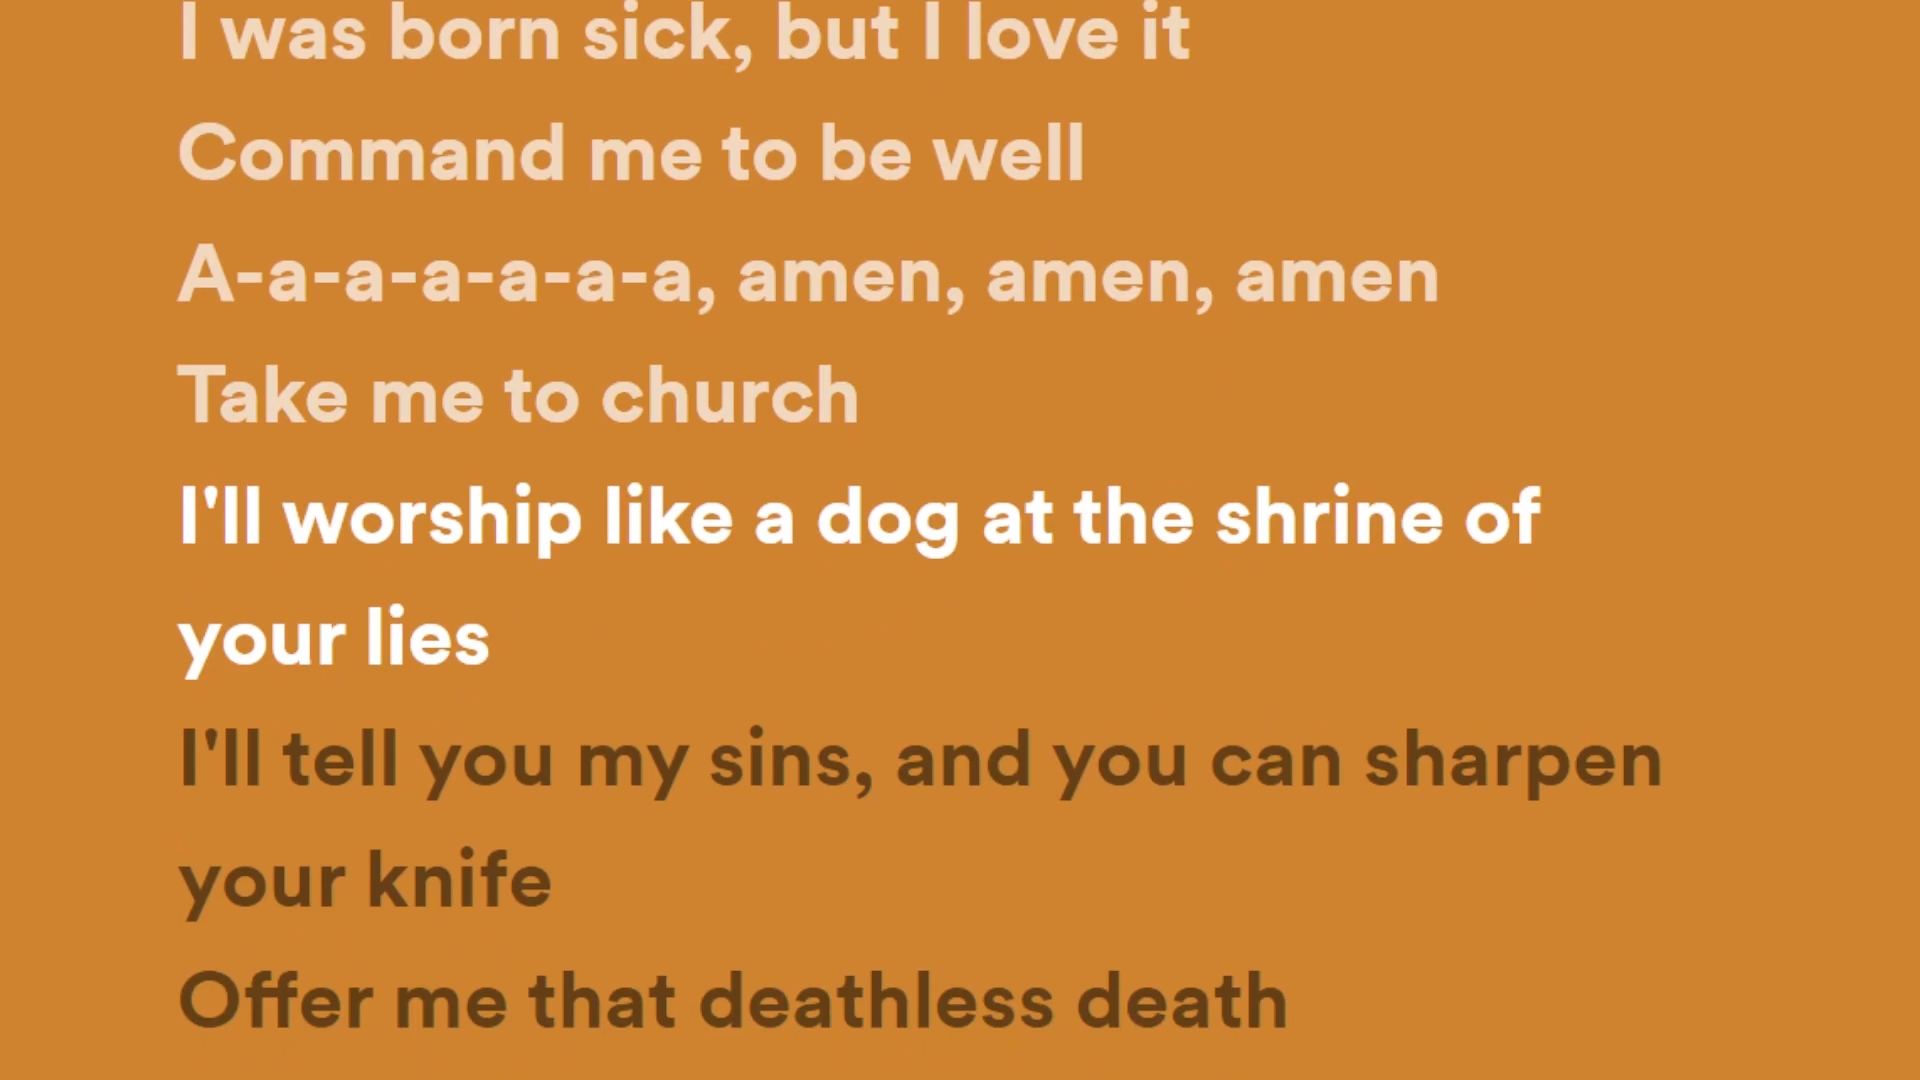 I was born sick, but I love it
Command me to be well
A-a-a-a-a-a-a, amen, amen, amen
Take me to church
I'll worship like a dog at the shrine of
your lies
I'll tell you my sins, and you can sharpen
your knife
Offer me that deathless death